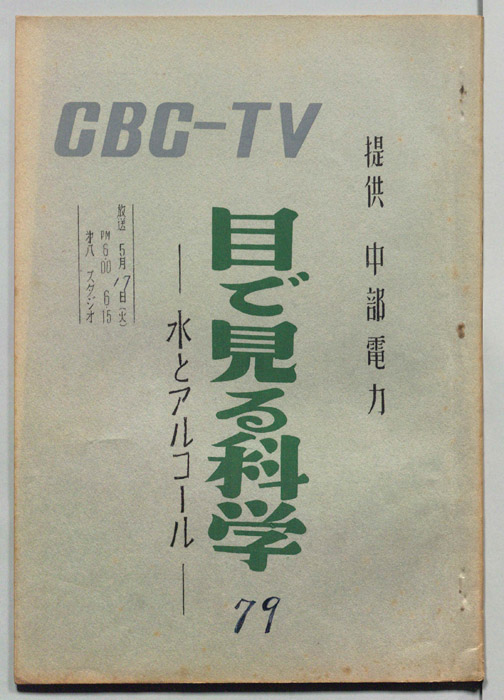 CBC-TV
提供 中部電力
目で見る科学
79
―水とアルコール―
放送 5月17日(火)
PM 6.00 6.15
オ八 スタジオ